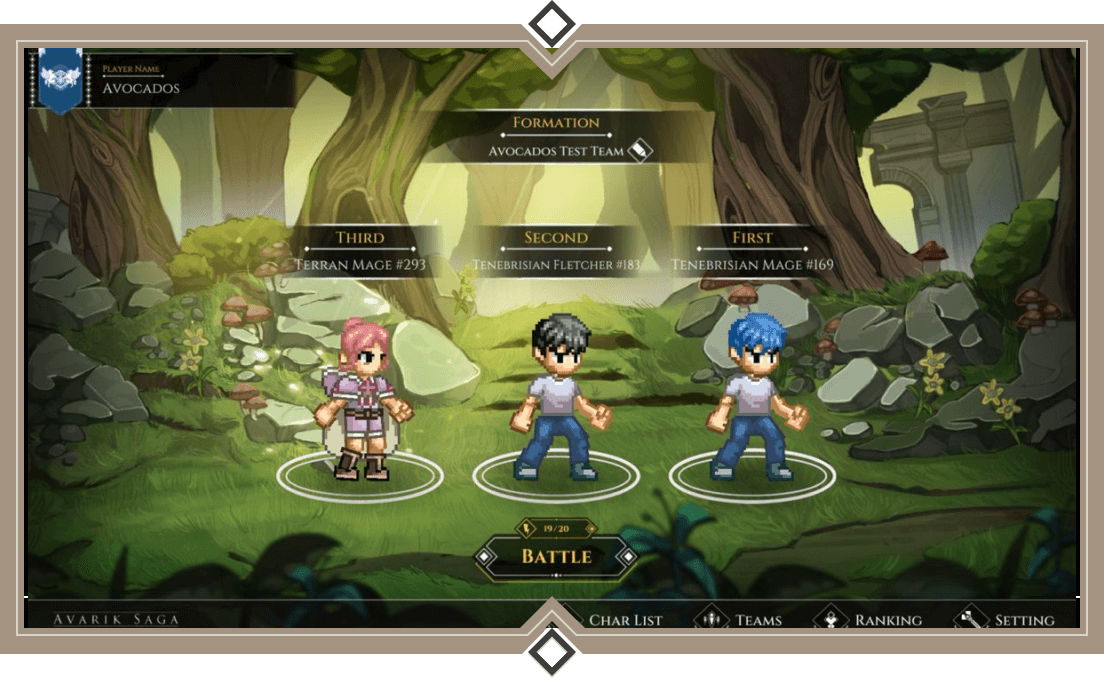 Player Name
Avocados
Formation
Avocados Test Team
Third
Second
First
Terran Mage #293
Tenebrisian Fletcher #183
Tenebrisian Mage #169
19/20
Battle
Avarik Saga
Char List
Teams
Ranking
Setting